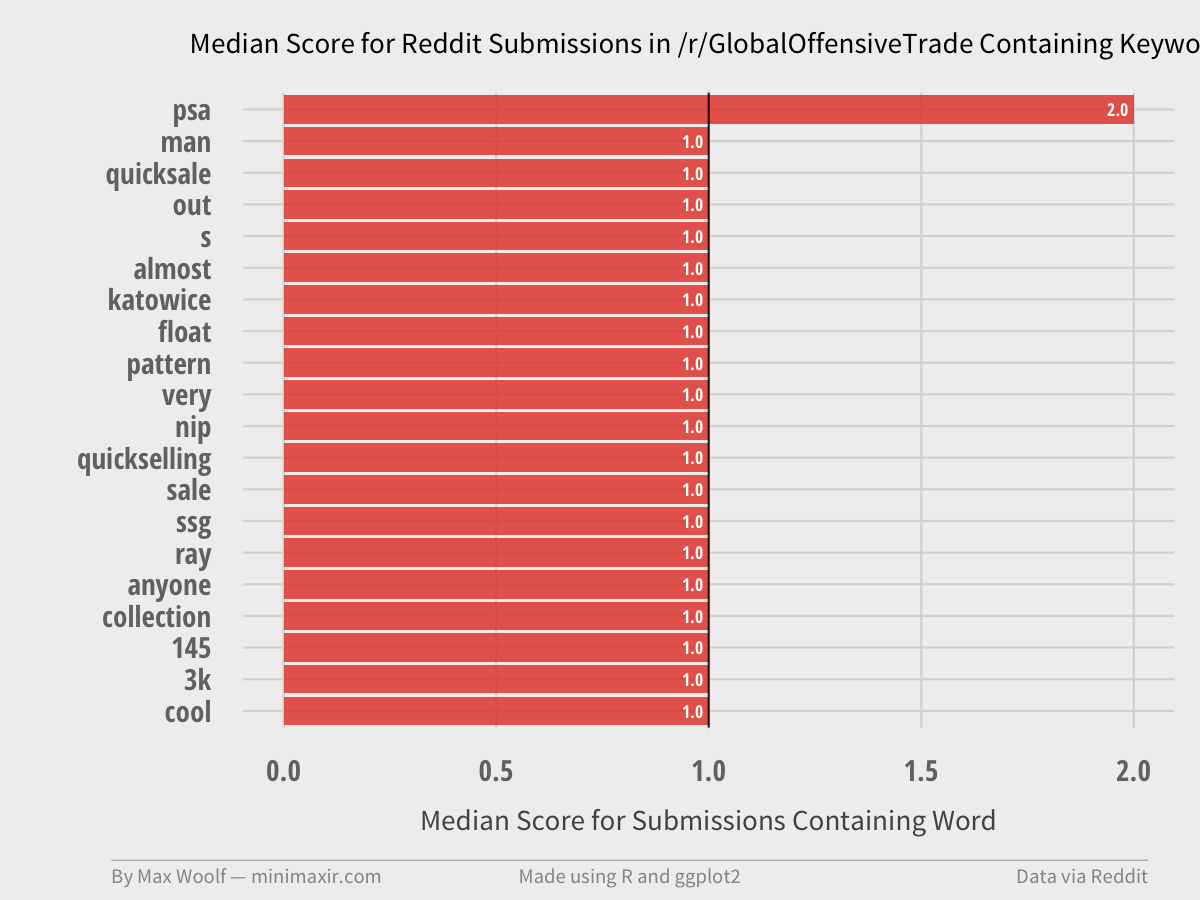 Median Score for Reddit Submissions in /r/GlobalOffensiveTrade Containing Keywo
psa 2.0
man 1.0
quicksale 1.0
out 1.0
s 1.0
almost 1.0
katowice 1.0
float 1.0
pattern 1.0
very 1.0
nip 1.0
quickselling 1.0
sale 1.0
ssg 1.0
ray 1.0
anyone 1.0
collection 1.0
145 1.0
3k 1.0
cool 1.0
0.0 0.5 1.0 1.5 2.0
Median Score for Submissions Containing Word
By Max Woolf — minimaxir.com Made using R and ggplot2 Data via Reddit